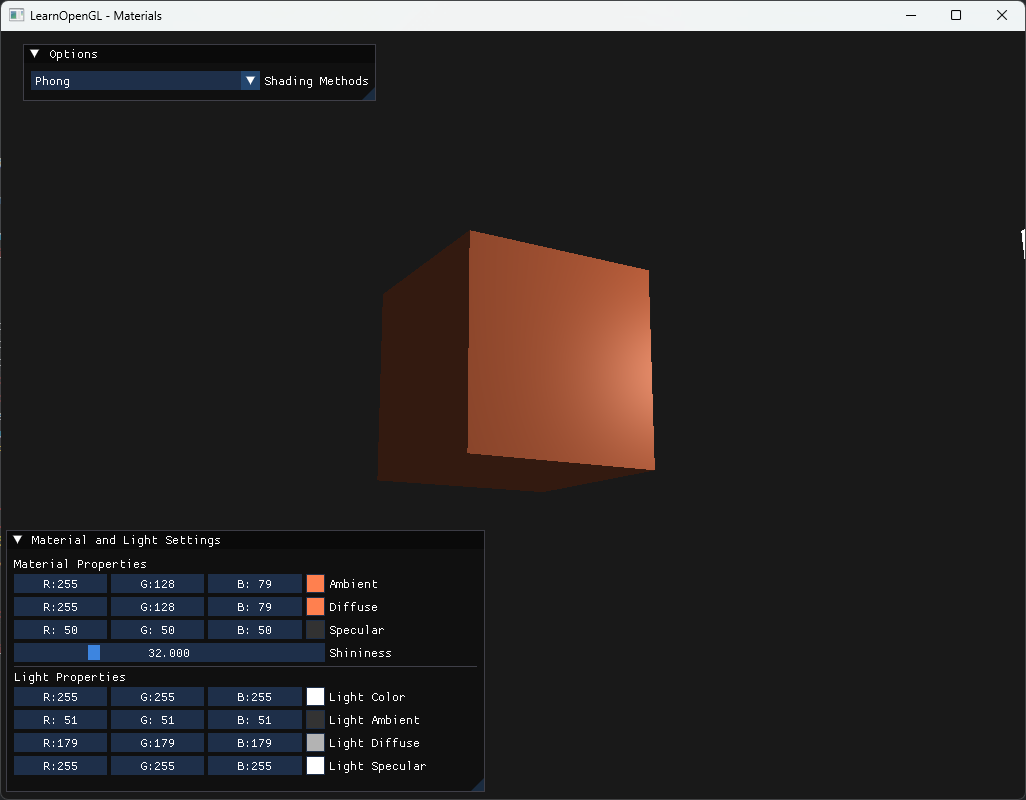 LearnOpenGL - Materials
Options
Phong Shading Methods
Material and Light Settings
Material Properties
R:255 G:128 B: 79 Ambient
R:255 G:128 B: 79 Diffuse
R: 50 G: 50 B: 50 Specular
32.000 Shininess
Light Properties
R:255 G:255 B:255 Light Color
R: 51 G: 51 B: 51 Light Ambient
R:179 G:179 B:179 Light Diffuse
R:255 G:255 B:255 Light Specular